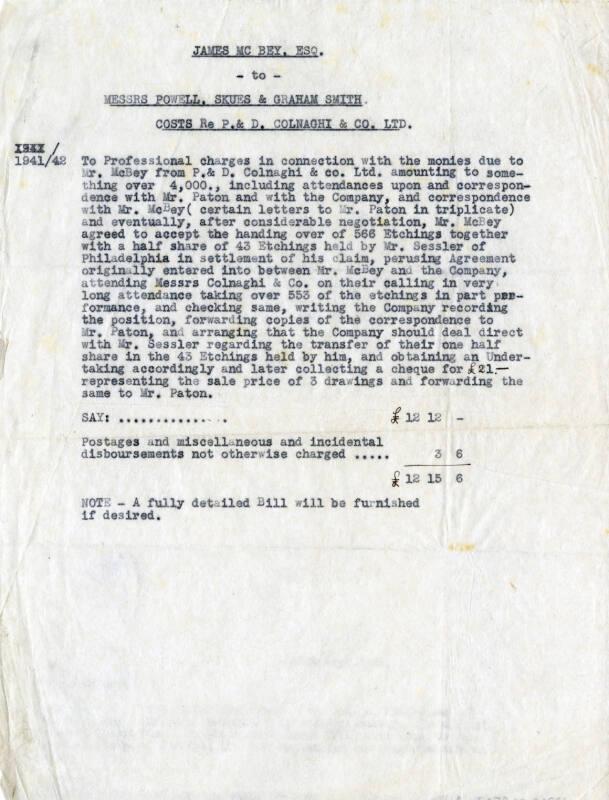 JAMES MC BEY, ESQ.
- to -
MESSRS POWELL, SKUES & GRAHAM SMITH.
COSTS Re P.& D. COLNAGHI & CO. LTD.
1941/42 To Professional charges in connection with the monies due to
Mr. McBey from P.& D. Colnaghi & co. Ltd. amounting to some-
thing over 4,000., including attendances upon and correspon-
dence with Mr. Paton and with the Company, and correspondence
with Mr. McBey( certain letters to Mr. Paton in triplicate)
and eventually, after considerable negotiation, Mr. McBey
agreed to accept the handing over of 566 Etchings together
with a half share of 43 Etchings held by Mr. Sessler of
Philadelphia in settlement of his claim, perusing Agreement
originally entered into between Mr. McBey and the Company,
attending Messrs Colnaghi & Co. on their calling in very
long attendance taking over 553 of the etchings in part per-
formance, and checking same, writing the Company recording
the position, forwarding copies of the correspondence to
Mr. Paton, and arranging that the Company should deal direct
with Mr. Sessler regarding the transfer of their one half
share in the 43 Etchings held by him, and obtaining an Under-
taking accordingly and later collecting a cheque for £21.—
representing the sale price of 3 drawings and forwarding the
same to Mr. Paton.
SAY: .............. £ 12 12 -
Postages and miscellaneous and incidental
disboursements not otherwise charged ..... 3 6
£ 12 15 6
NOTE - A fully detailed Bill will be furnished
if desired.